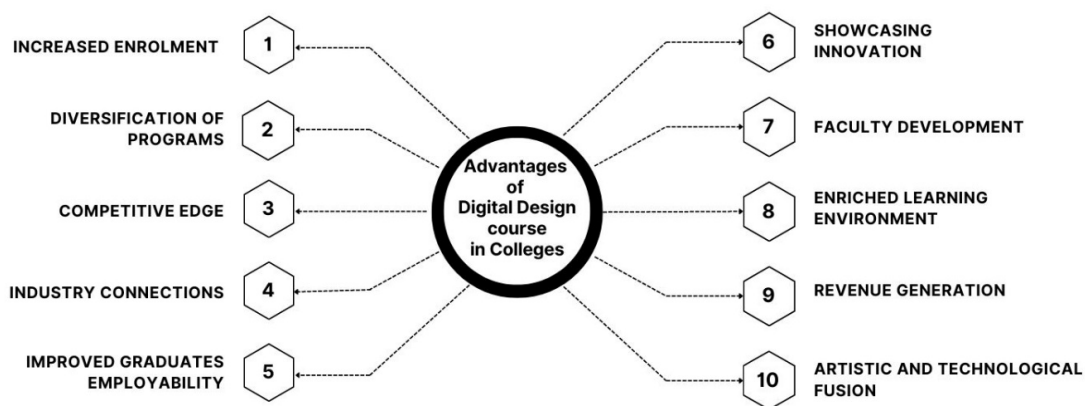 INCREASED ENROLMENT
1
DIVERSIFICATION OF
PROGRAMS
2
COMPETITIVE EDGE
3
INDUSTRY CONNECTIONS
4
IMPROVED GRADUATES
EMPLOYABILITY
5
Advantages
of
Digital Design
course
in Colleges
6
SHOWCASING
INNOVATION
7
FACULTY DEVELOPMENT
8
ENRICHED LEARNING
ENVIRONMENT
9
REVENUE GENERATION
10
ARTISTIC AND TECHNOLOGICAL
FUSION